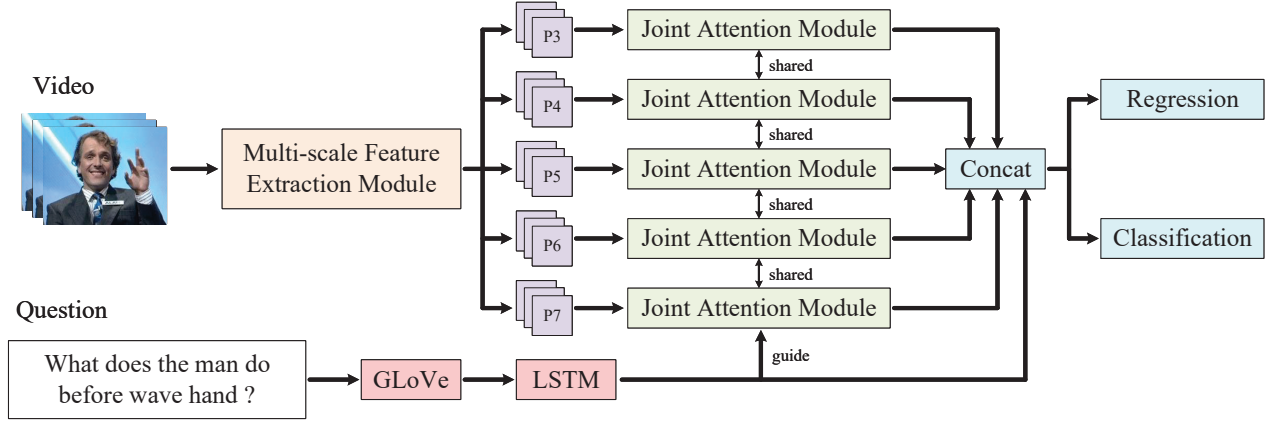 Video
Multi-scale Feature
Extraction Module
P3
Joint Attention Module
shared
P4
Joint Attention Module
shared
P5
Joint Attention Module
shared
P6
Joint Attention Module
shared
P7
Joint Attention Module
Concat
Regression
Classification
Question
What does the man do
before wave hand ?
GLoVe
LSTM
guide